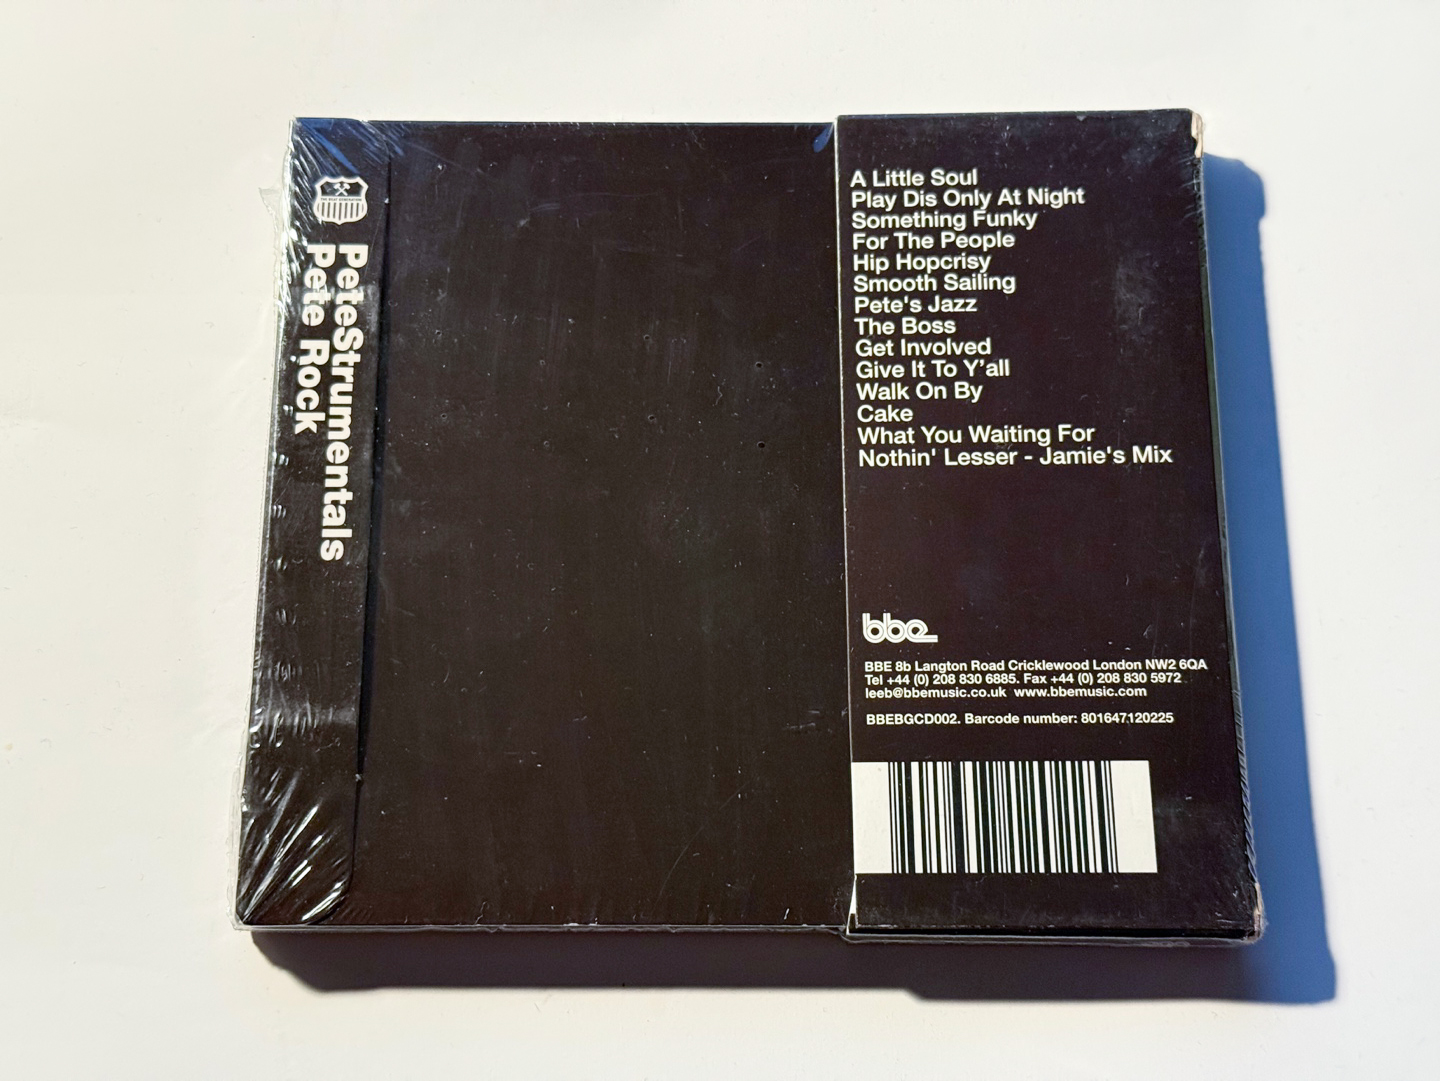 THE BEAT GENERATION
PeteStrumentals
Pete Rock
A Little Soul
Play Dis Only At Night
Something Funky
For The People
Hip Hopcrisy
Smooth Sailing
Pete's Jazz
The Boss
Get Involved
Give It To Y'all
Walk On By
Cake
What You Waiting For
Nothin' Lesser - Jamie's Mix
bbe
BBE 8b Langton Road Cricklewood London NW2 6QA
Tel +44 (0) 208 830 6885. Fax +44 (0) 208 830 5972
leeb@bbemusic.co.uk www.bbemusic.com
BBEBGCD002. Barcode number: 801647120225